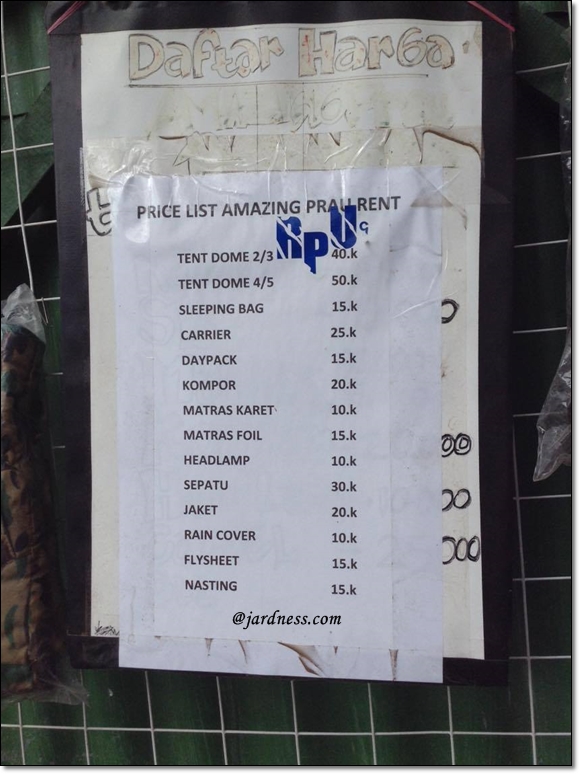 Daftar Harga
PRICE LIST AMAZING PRAU RENT
RpU
TENT DOME 2/3 40.k
TENT DOME 4/5 50.k
SLEEPING BAG 15.k
CARRIER 25.k
DAYPACK 15.k
KOMPOR 20.k
MATRAS KARET 10.k
MATRAS FOIL 15.k
HEADLAMP 10.k
SEPATU 30.k
JAKET 20.k
RAIN COVER 10.k
FLYSHEET 15.k
NASTING 15.k
@jardness.com